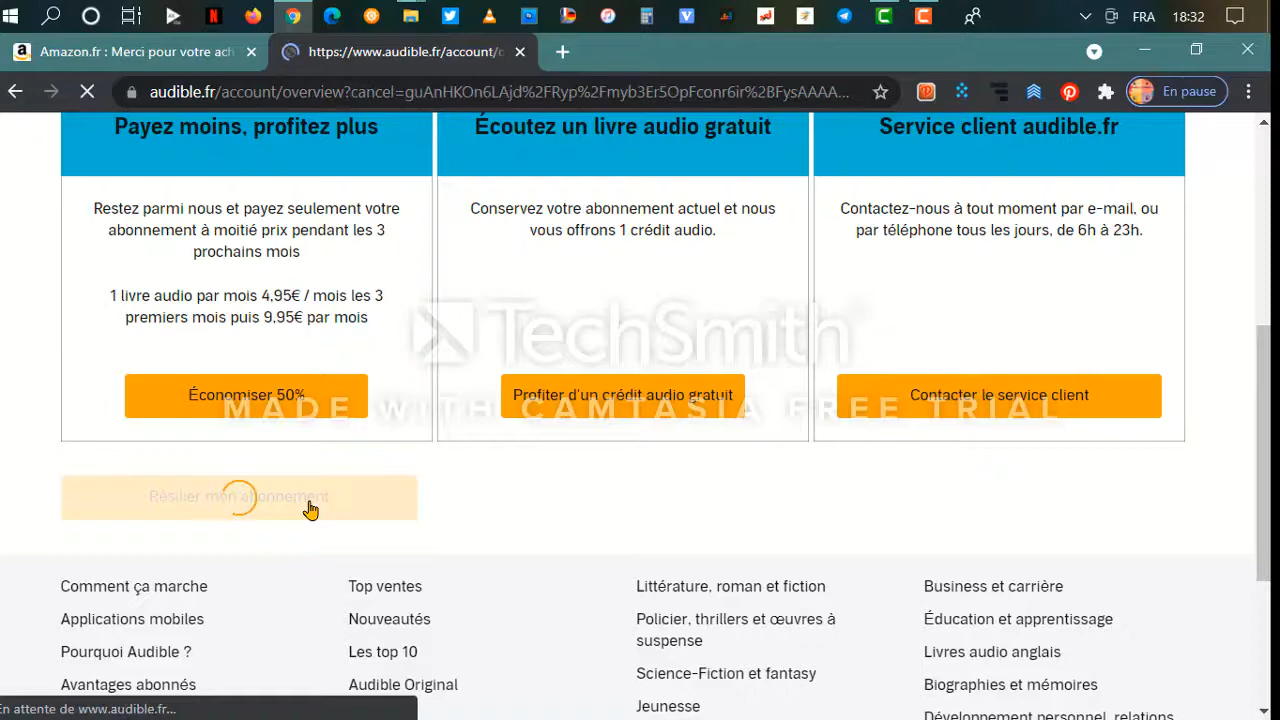 FRA
18:32
Amazon.fr : Merci pour votre ach
https://www.audible.fr/account/c
audible.fr/account/overview?cancel=guAnHKOn6LAjd%2FRyp%2Fmyb3Er5OpFconr6ir%2BFysAAAA...
En pause
Payez moins, profitez plus
Écoutez un livre audio gratuit
Service client audible.fr
Restez parmi nous et payez seulement votre
abonnement à moitié prix pendant les 3
prochains mois
1 livre audio par mois 4,95€ / mois les 3
premiers mois puis 9,95€ par mois
Conservez votre abonnement actuel et nous
vous offrons 1 crédit audio.
Contactez-nous à tout moment par e-mail, ou
par téléphone tous les jours, de 6h à 23h.
TechSmith
Économiser 50%
Profiter d'un crédit audio gratuit
Contacter le service client
MADE WITH CAMTASIA FREE TRIAL
Résilier mon abonnement
Comment ça marche
Applications mobiles
Pourquoi Audible ?
Avantages abonnés
Top ventes
Nouveautés
Les top 10
Audible Original
Littérature, roman et fiction
Policier, thrillers et œuvres à
suspense
Science-Fiction et fantasy
Jeunesse
Business et carrière
Éducation et apprentissage
Livres audio anglais
Biographies et mémoires
Développement personnel, relations
En attente de www.audible.fr...